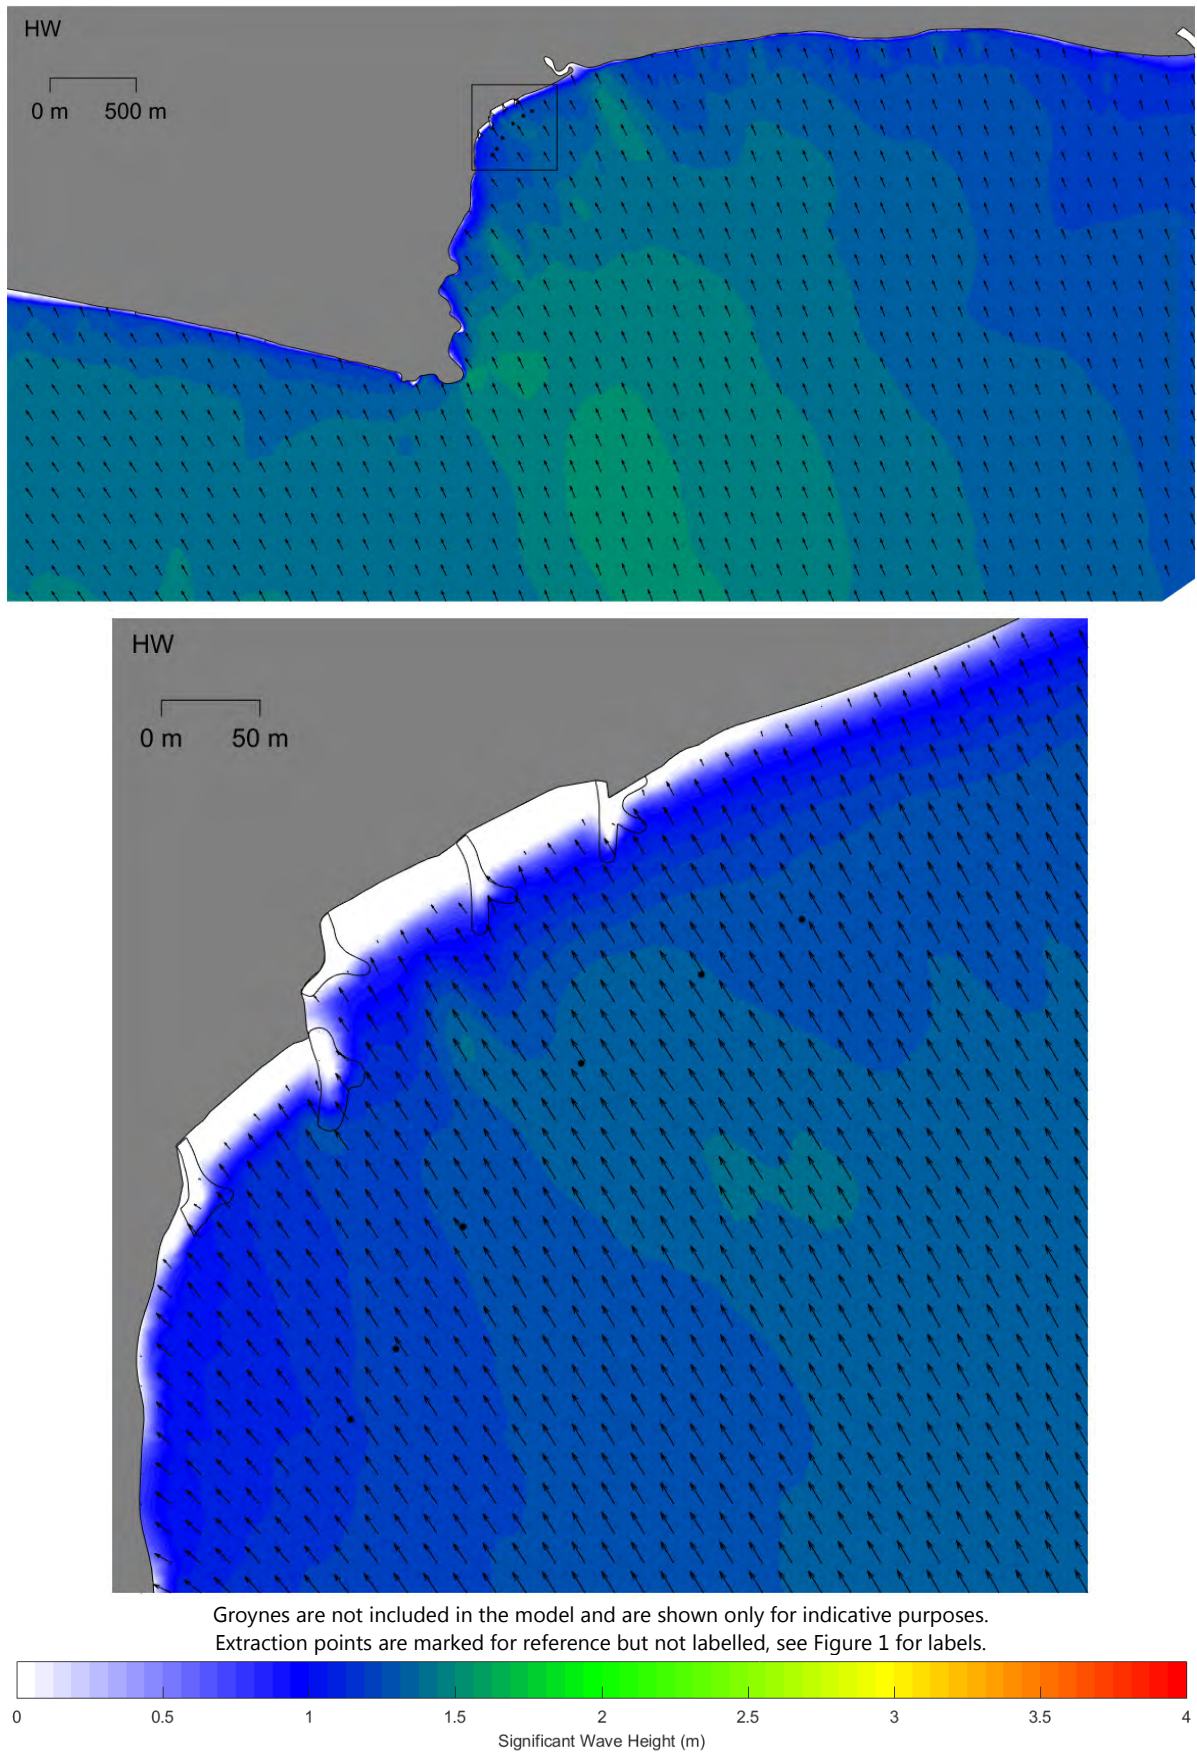 HW
0 m 500 m
HW
0 m 50 m
Groynes are not included in the model and are shown only for indicative purposes.
Extraction points are marked for reference but not labelled, see Figure 1 for labels.
0 0.5 1 1.5 2 2.5 3 3.5 4
Significant Wave Height (m)